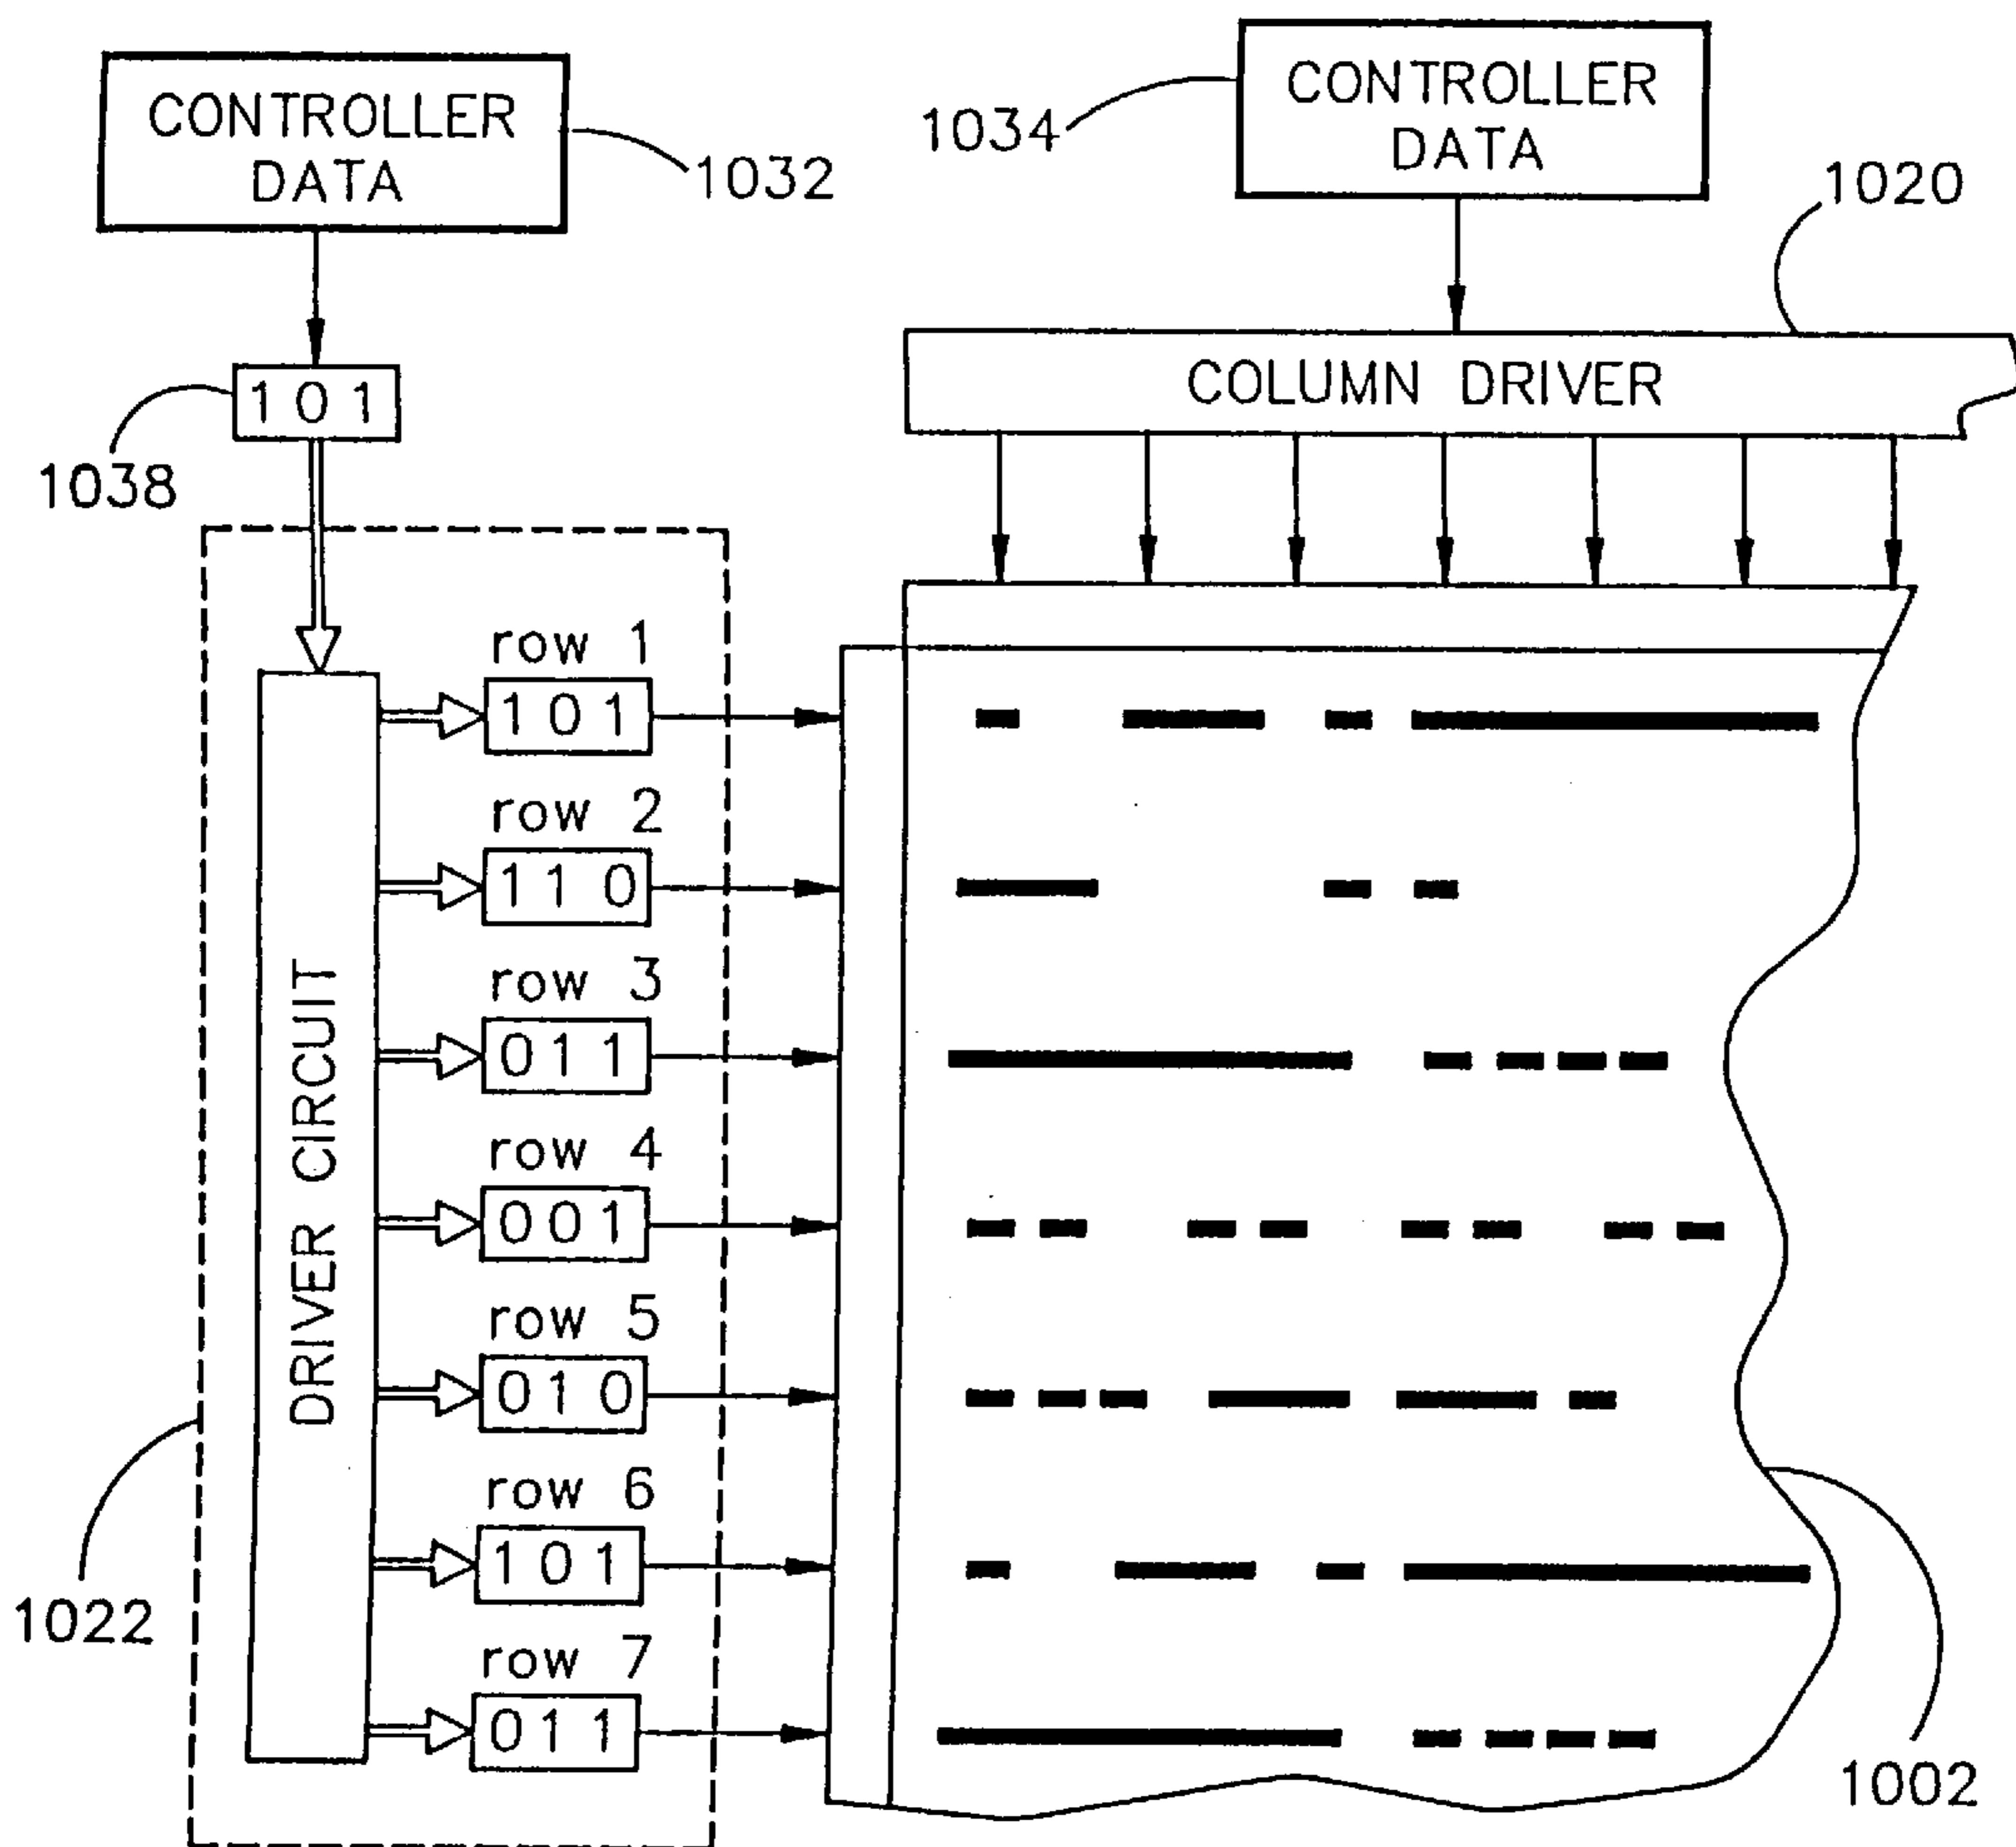 CONTROLLER
DATA
1032
CONTROLLER
DATA
1034
1020
COLUMN DRIVER
1 0 1
1038
DRIVER CIRCUIT
row 1
1 0 1
row 2
1 1 0
row 3
0 1 1
row 4
0 0 1
row 5
0 1 0
row 6
1 0 1
row 7
0 1 1
1022
1002